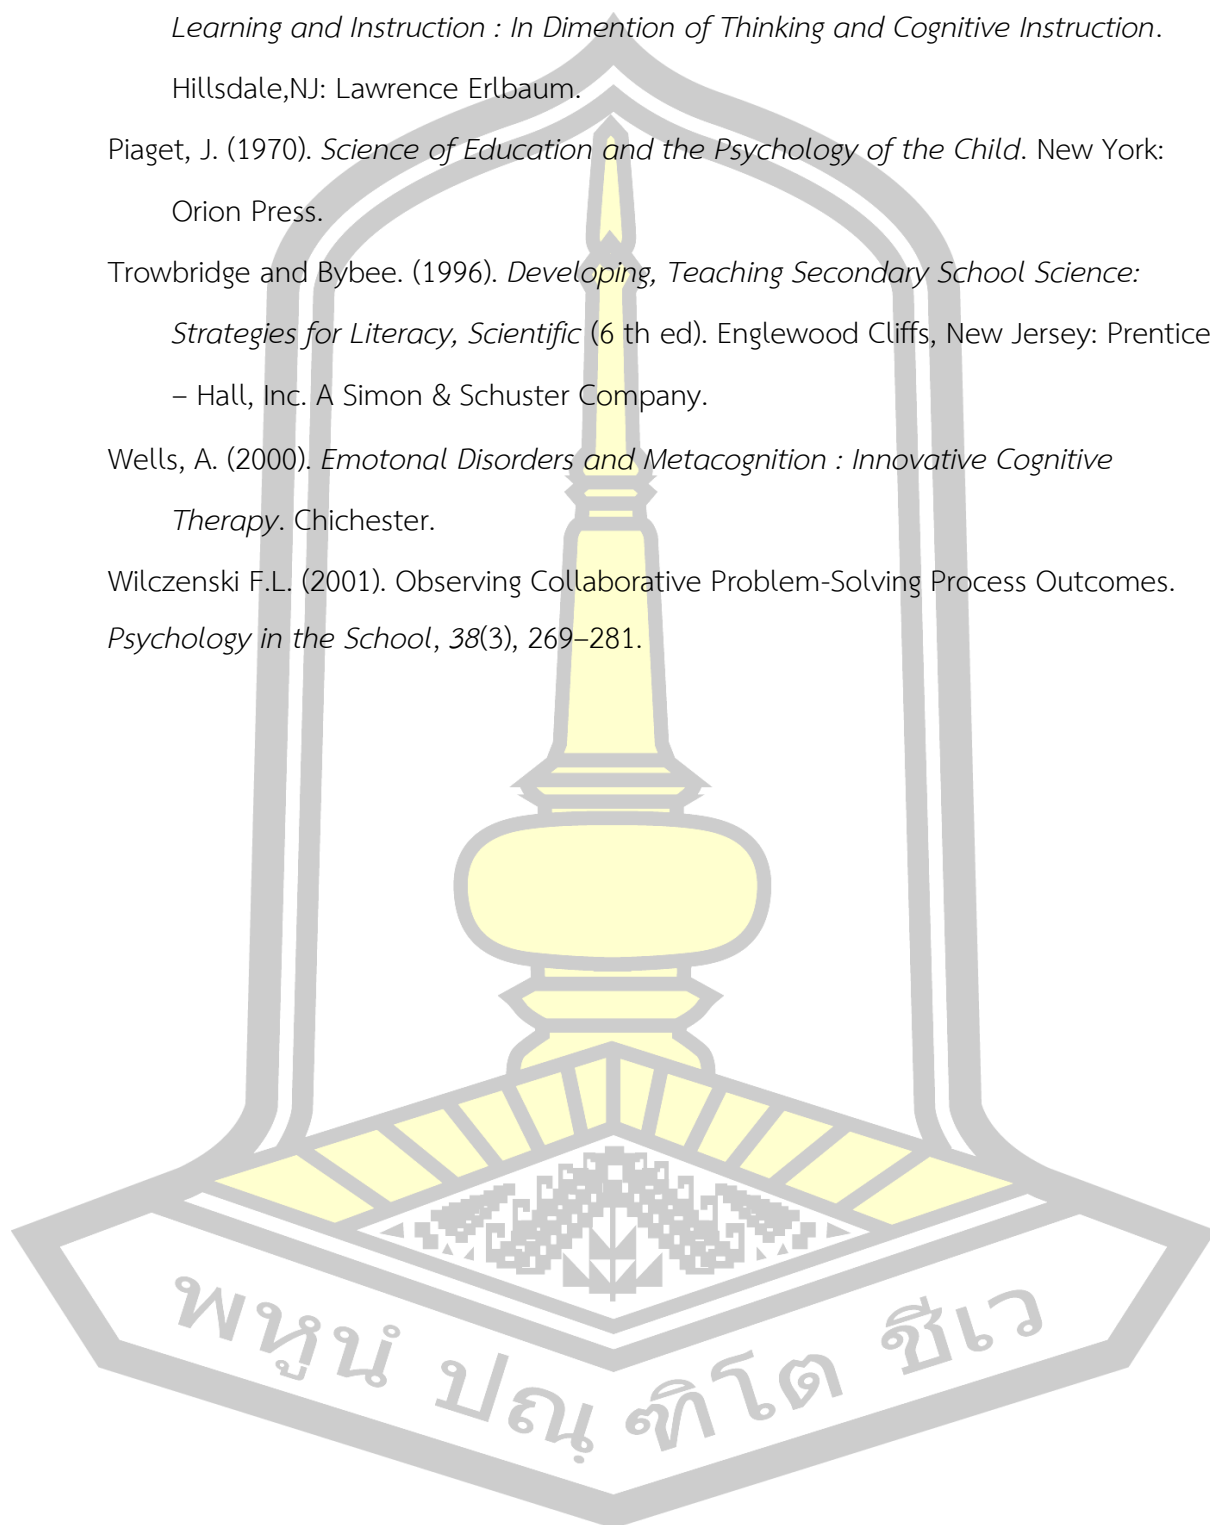 Learning and Instruction : In Dimention of Thinking and Cognitive Instruction.
Hillsdale,NJ: Lawrence Erlbaum.
Piaget, J. (1970). Science of Education and the Psychology of the Child. New York:
Orion Press.
Trowbridge and Bybee. (1996). Developing, Teaching Secondary School Science:
Strategies for Literacy, Scientific (6 th ed). Englewood Cliffs, New Jersey: Prentice
– Hall, Inc. A Simon & Schuster Company.
Wells, A. (2000). Emotonal Disorders and Metacognition : Innovative Cognitive
Therapy. Chichester.
Wilczenski F.L. (2001). Observing Collaborative Problem-Solving Process Outcomes.
Psychology in the School, 38(3), 269–281.
พหูนํ ปณฺฑิโต ชีเว